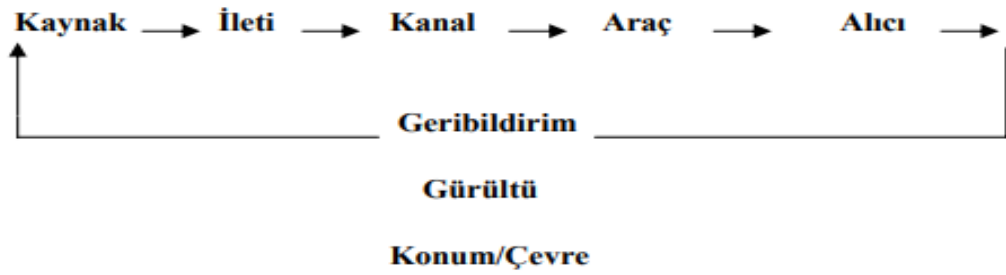 Kaynak İleti Kanal Araç Alıcı
Geribildirim
Gürültü
Konum/Çevre